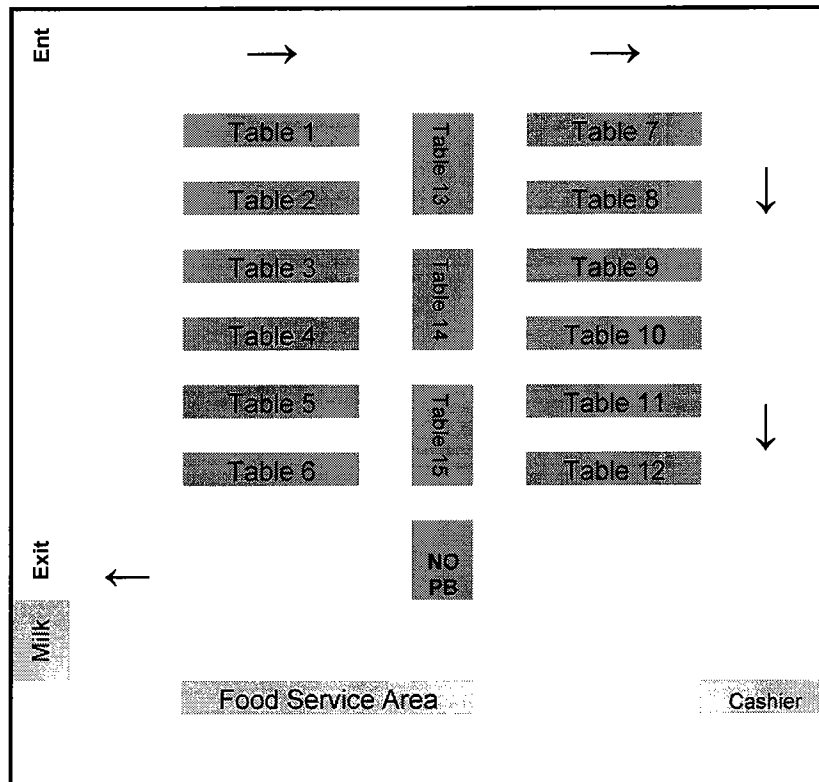 Ent
→ →
Table 1
Table 13
Table 7
Table 2
Table 8
Table 3
Table 14
Table 9
Table 4
Table 10
Table 5
Table 15
Table 11
Table 6
Table 12
Exit
NO
PB
Milk
Food Service Area
Cashier